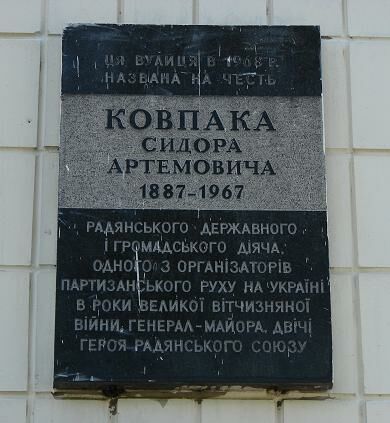 ЦЯ ВУЛИЦЯ В 1968 р.
НАЗВАНА НА ЧЕСТЬ
КОВПАКА
СИДОРА
АРТЕМОВИЧА
1887-1967
РАДЯНСЬКОГО ДЕРЖАВНОГО
І ГРОМАДСЬКОГО ДІЯЧА,
ОДНОГО З ОРГАНІЗАТОРІВ
ПАРТИЗАНСЬКОГО РУХУ НА УКРАЇНІ
В РОКИ ВЕЛИКОЇ ВІТЧИЗНЯНОЇ
ВІЙНИ, ГЕНЕРАЛ-МАЙОРА, ДВІЧІ
ГЕРОЯ РАДЯНСЬКОГО СОЮЗУ